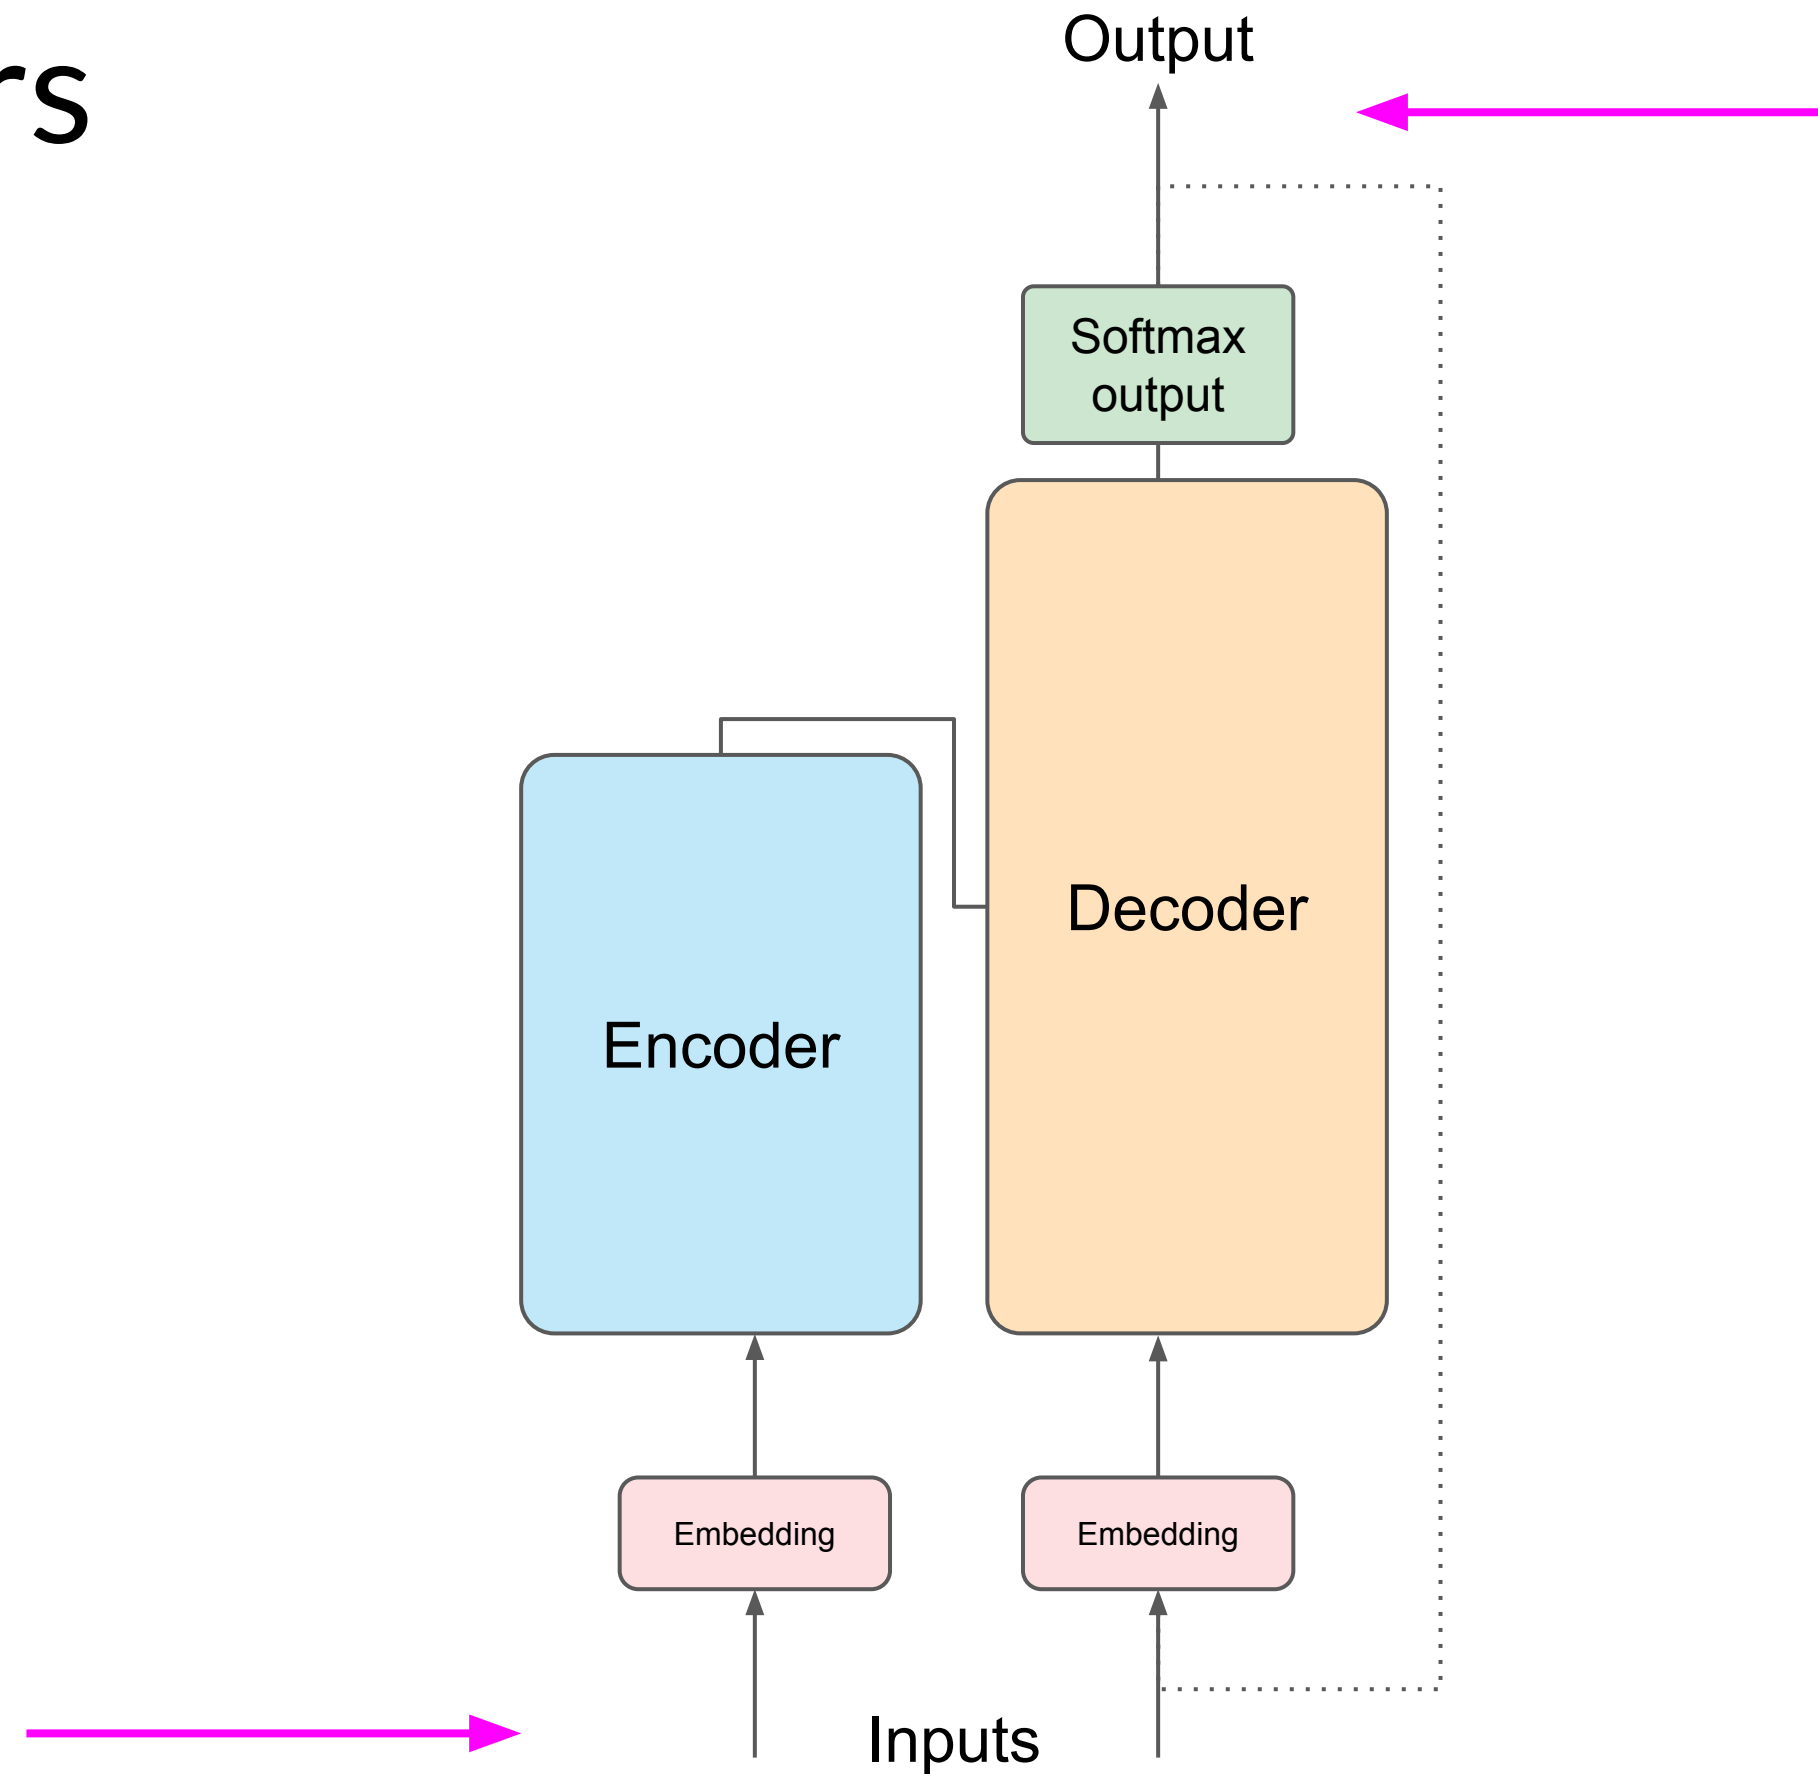 rs
Output
Softmax
output
Decoder
Encoder
Embedding
Embedding
Inputs